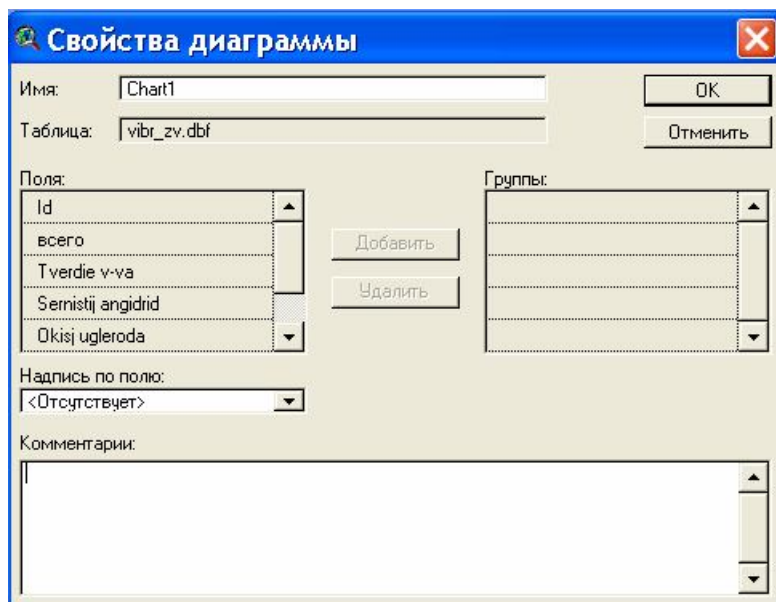 Свойства диаграммы
Имя: Chart1
OK
Таблица: vibr_zv.dbf
Отменить
Поля:
Группы:
Id
всего
Tverdie v-va
Sernistij angidrid
Okisj ugleroda
Добавить
Удалить
Надпись по полю:
<Отсутствует>
Комментарии: